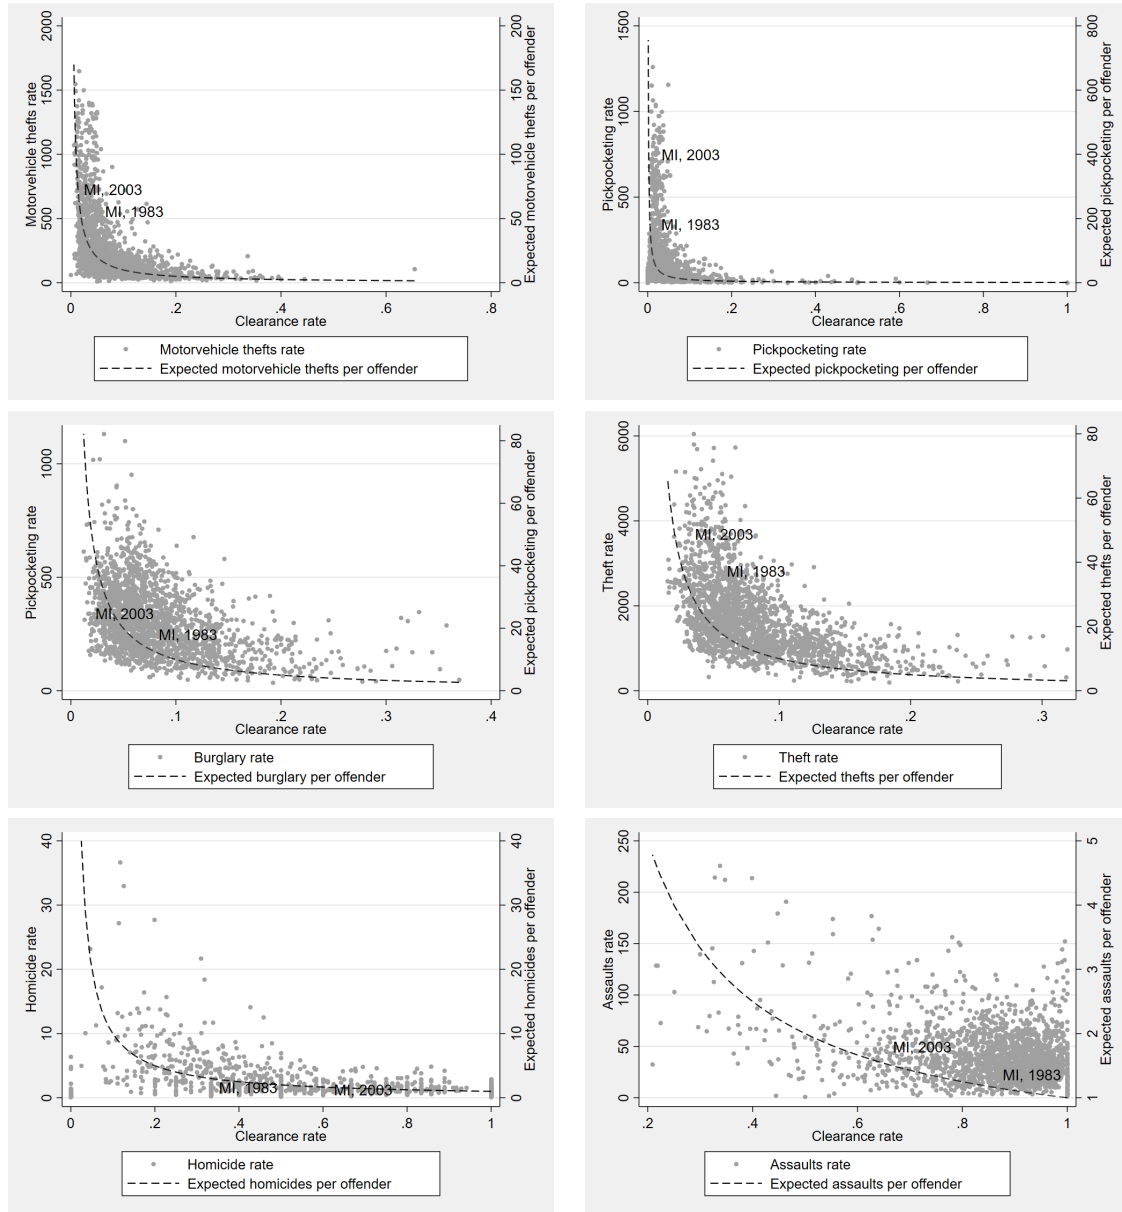 Motorvehicle thefts rate
0
500
1000
1500
2000
Expected motorvehicle thefts per offender
0
50
100
150
200
MI, 2003
MI, 1983
0
.2
.4
.6
.8
Clearance rate
Motorvehicle thefts rate
Expected motorvehicle thefts per offender
Pickpocketing rate
0
500
1000
1500
Expected pickpocketing per offender
0
200
400
600
800
MI, 2003
MI, 1983
0
.2
.4
.6
.8
1
Clearance rate
Pickpocketing rate
Expected pickpocketing per offender
Pickpocketing rate
0
500
1000
Expected pickpocketing per offender
0
20
40
60
80
MI, 2003
MI, 1983
0
.1
.2
.3
.4
Clearance rate
Burglary rate
Expected burglary per offender
Theft rate
0
2000
4000
6000
Expected thefts per offender
0
20
40
60
80
MI, 2003
MI, 1983
0
.1
.2
.3
Clearance rate
Theft rate
Expected thefts per offender
Homicide rate
0
10
20
30
40
Expected homicides per offender
0
10
20
30
40
MI, 1983
MI, 2003
0
.2
.4
.6
.8
1
Clearance rate
Homicide rate
Expected homicides per offender
Assaults rate
0
50
100
150
200
250
Expected assaults per offender
1
2
3
4
5
MI, 2003
MI, 1983
.2
.4
.6
.8
1
Clearance rate
Assaults rate
Expected assaults per offender